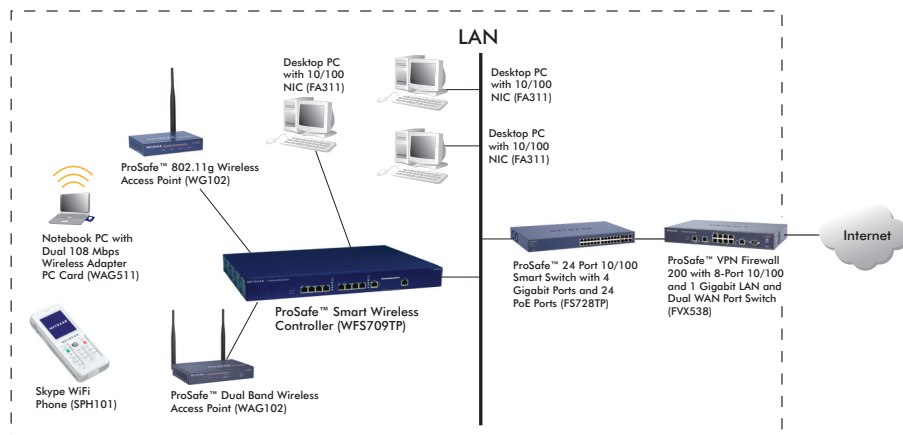 LAN
Desktop PC
with 10/100
NIC (FA311)
Desktop PC
with 10/100
NIC (FA311)
Desktop PC
with 10/100
NIC (FA311)
ProSafe™ 802.11g Wireless
Access Point (WG102)
Notebook PC with
Dual 108 Mbps
Wireless Adapter
PC Card (WAG511)
ProSafe™ Smart Wireless
Controller (WFS709TP)
ProSafe™ 24 Port 10/100
Smart Switch with 4
Gigabit Ports and 24
PoE Ports (FS728TP)
ProSafe™ VPN Firewall
200 with 8-Port 10/100
and 1 Gigabit LAN and
Dual WAN Port Switch
(FVX538)
Internet
Skype WiFi
Phone (SPH101)
ProSafe™ Dual Band Wireless
Access Point (WAG102)
NETGEAR
NETGEAR